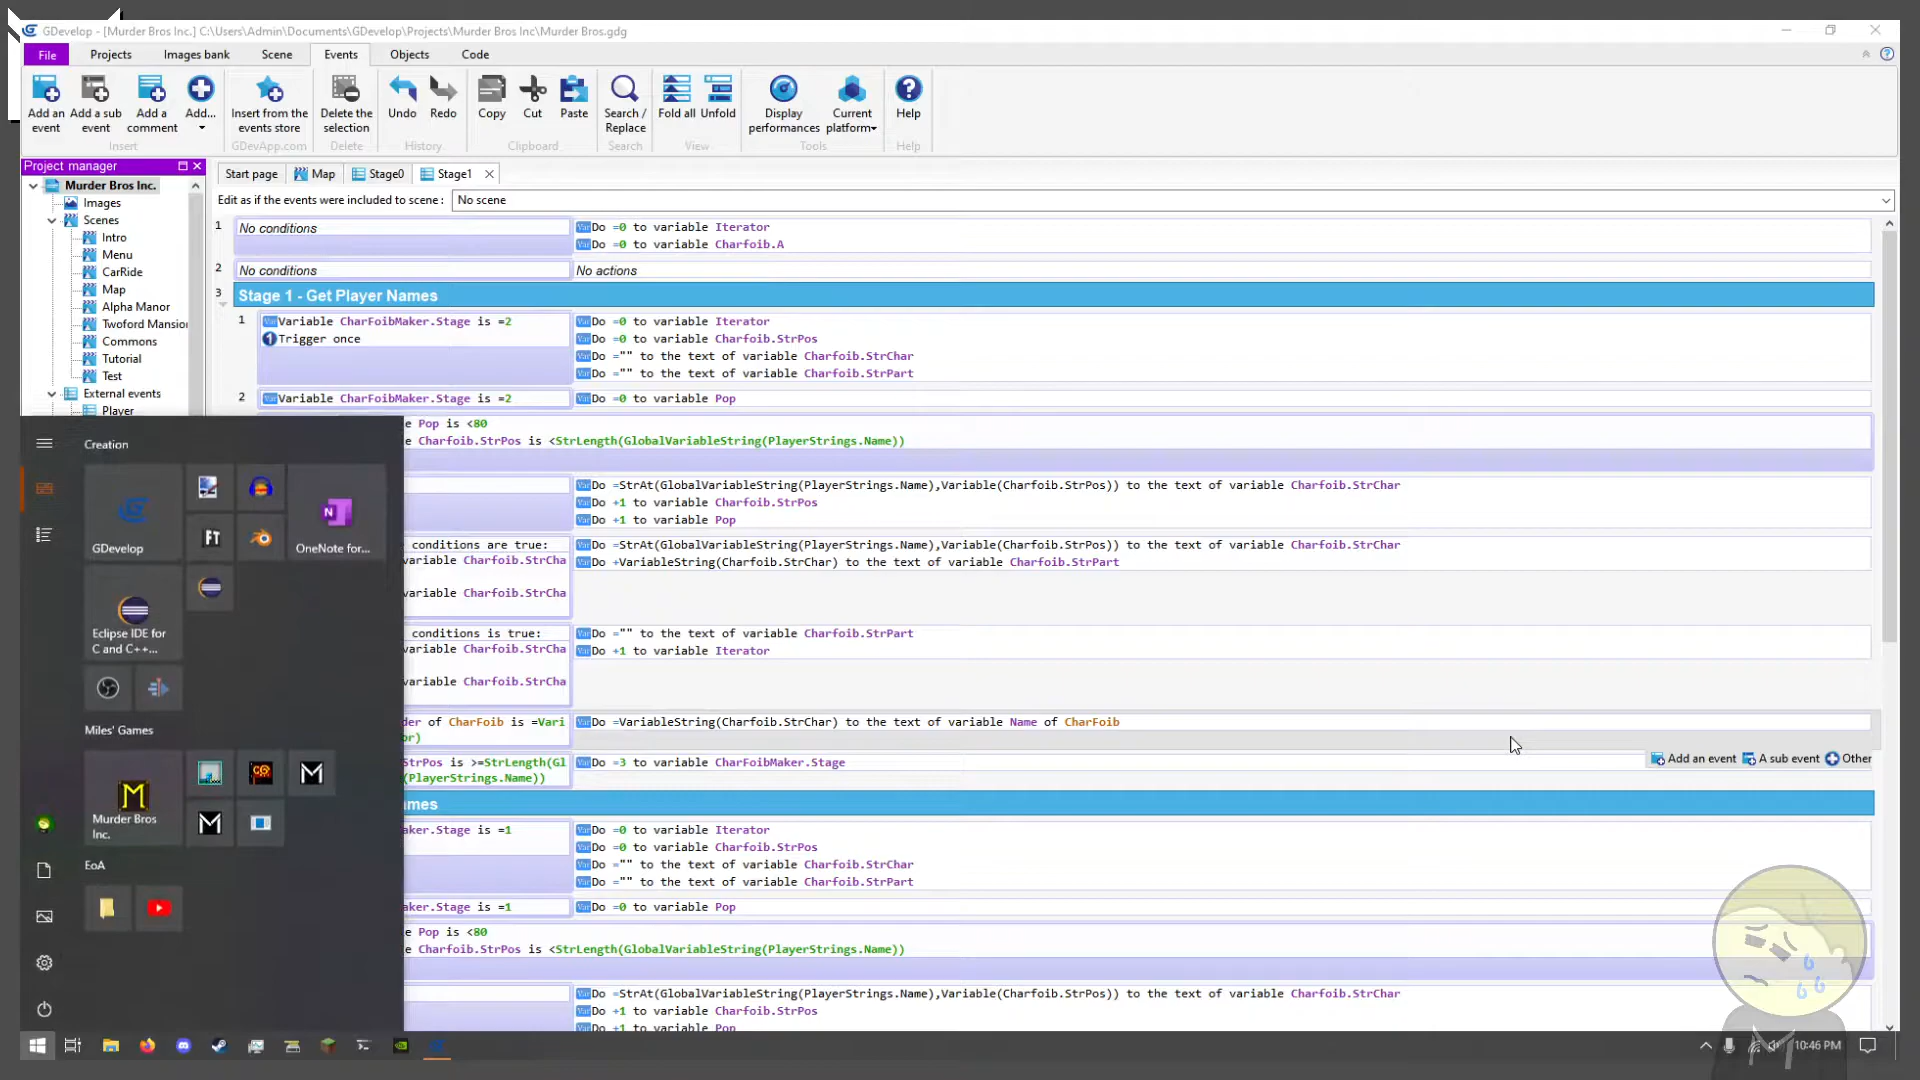 GDevelop - [Murder Bros Inc.] C:\Users\Admin\Documents\GDevelop\Projects\Murder Bros Inc\Murder Bros.gdg
File Projects Images bank Scene Events Objects Code
Add an event
Add a sub event
Add a comment
Add...
Insert from the events store
Delete the selection
Undo
Redo
Copy
Cut
Paste
Search / Replace
Fold all
Unfold
Display performances
Current platform
Help
Insert
GDevApp.com
Delete
History
Clipboard
Search
View
Tools
Help
Project manager
Start page
Map
Stage0
Stage1
Murder Bros Inc.
Images
Scenes
Intro
Menu
CarRide
Map
Alpha Manor
Twoford Mansio
Commons
Tutorial
Test
External events
Player
Edit as if the events were included to scene :
No scene
1
No conditions
Do =0 to variable Iterator
Do =0 to variable Charfoib.A
2
No conditions
No actions
3
Stage 1 - Get Player Names
1
Variable CharFoibMaker.Stage is =2
Trigger once
Do =0 to variable Iterator
Do =0 to variable Charfoib.StrPos
Do ="" to the text of variable Charfoib.StrChar
Do ="" to the text of variable Charfoib.StrPart
2
Variable CharFoibMaker.Stage is =2
Do =0 to variable Pop
e Pop is <80
e Charfoib.StrPos is <StrLength(GlobalVariableString(PlayerStrings.Name))
Do =StrAt(GlobalVariableString(PlayerStrings.Name),Variable(Charfoib.StrPos)) to the text of variable Charfoib.StrChar
Do +1 to variable Charfoib.StrPos
Do +1 to variable Pop
conditions are true:
variable Charfoib.StrCha
variable Charfoib.StrCha
Do =StrAt(GlobalVariableString(PlayerStrings.Name),Variable(Charfoib.StrPos)) to the text of variable Charfoib.StrChar
Do +VariableString(Charfoib.StrChar) to the text of variable Charfoib.StrPart
conditions is true:
variable Charfoib.StrCha
variable Charfoib.StrCha
Do ="" to the text of variable Charfoib.StrPart
Do +1 to variable Iterator
der of CharFoib is =Vari
or)
Do =VariableString(Charfoib.StrChar) to the text of variable Name of CharFoib
Add an event A sub event Other
StrPos is >=StrLength(Gl
(PlayerStrings.Name))
Do =3 to variable CharFoibMaker.Stage
ames
aker.Stage is =1
Do =0 to variable Iterator
Do =0 to variable Charfoib.StrPos
Do ="" to the text of variable Charfoib.StrChar
Do ="" to the text of variable Charfoib.StrPart
aker.Stage is =1
Do =0 to variable Pop
e Pop is <80
e Charfoib.StrPos is <StrLength(GlobalVariableString(PlayerStrings.Name))
Do =StrAt(GlobalVariableString(PlayerStrings.Name),Variable(Charfoib.StrPos)) to the text of variable Charfoib.StrChar
Do +1 to variable Charfoib.StrPos
Do +1 to variable Pop
Creation
GDevelop
FT
N
OneNote for...
Eclipse IDE for
C and C++...
Miles' Games
M
Murder Bros
Inc.
M
M
EoA
10:46 PM
M